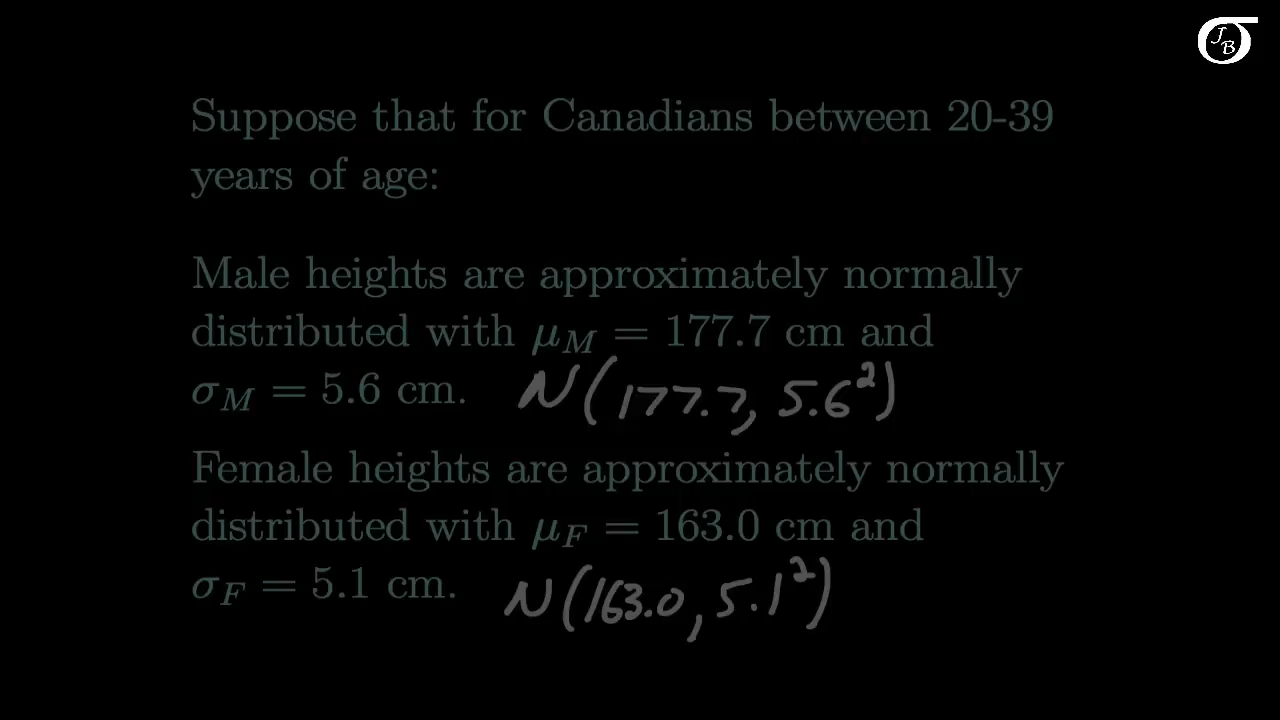 JB
Suppose that for Canadians between 20-39
years of age:
Male heights are approximately normally
distributed with μ_M = 177.7 cm and
σ_M = 5.6 cm. N(177.7, 5.6²)
Female heights are approximately normally
distributed with μ_F = 163.0 cm and
σ_F = 5.1 cm. N(163.0, 5.1²)